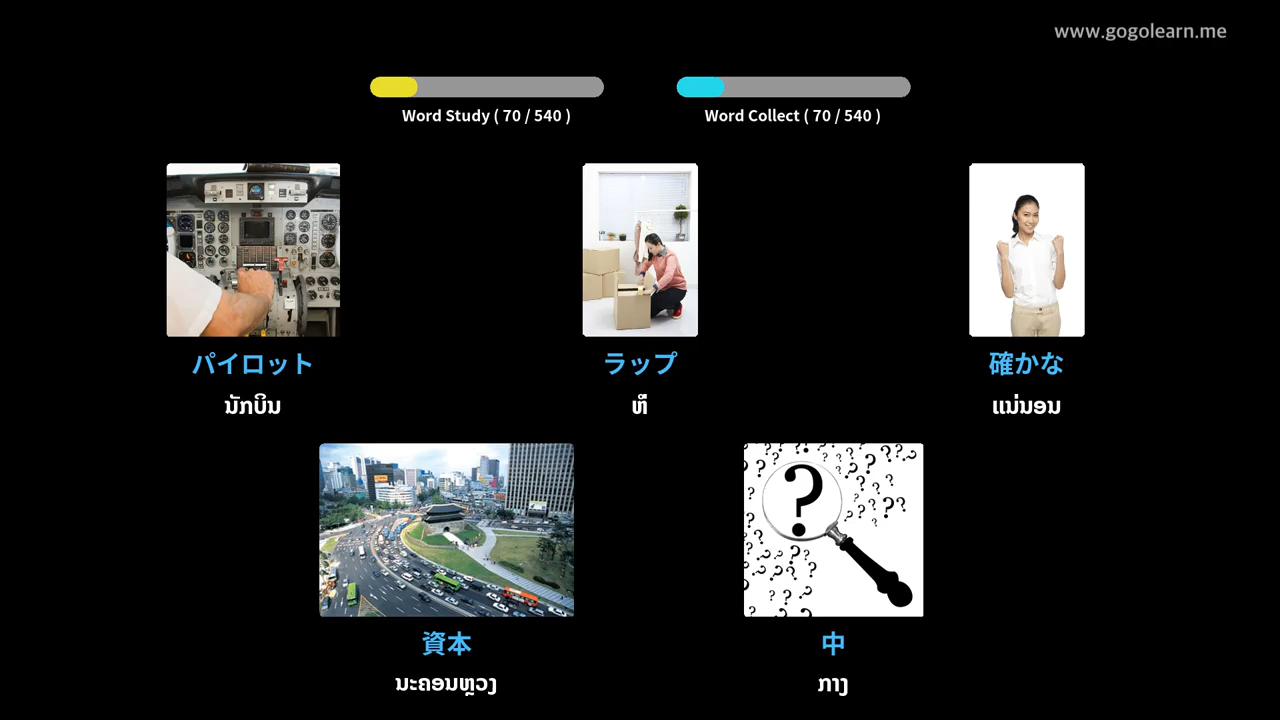 www.gogolearn.me
Word Study ( 70 / 540 )
Word Collect ( 70 / 540 )
パイロット
ນັກບິນ
ラップ
ຫໍ່
確かな
ແນ່ນອນ
資本
ນະຄອນຫຼວງ
中
ກາງ